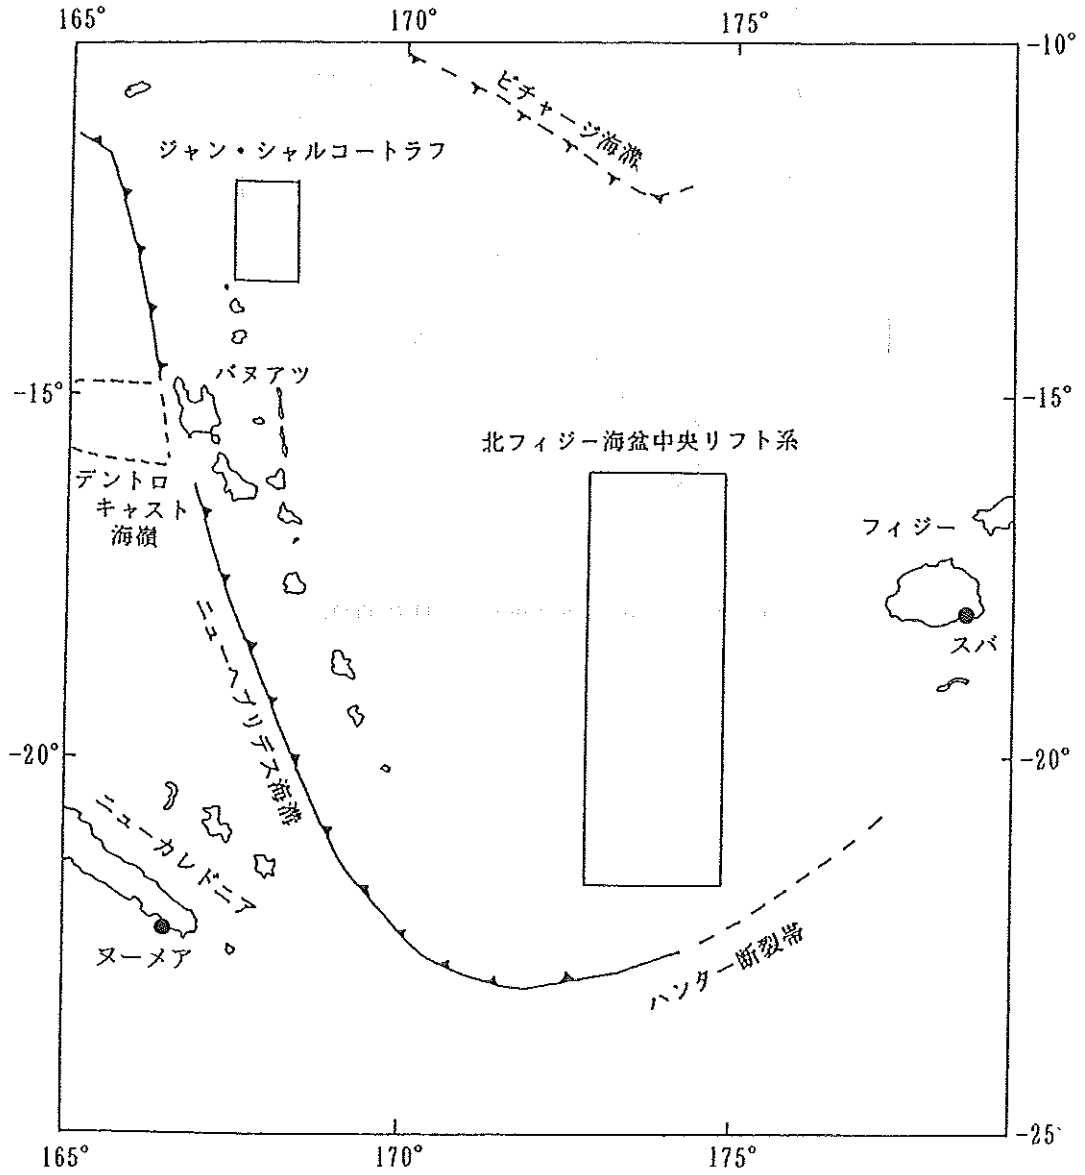 165°
170°
175°
-10°
ビチャージ海溝
ジャン・シャルコートラフ
バヌアツ
-15°
-15°
北フィジー海盆中央リフト系
デントロ
キャスト
海嶺
フィジー
スバ
ニューヘブリデス海溝
-20°
-20°
ニューカレドニア
ヌーメア
ハンター断裂帯
-25°
165°
170°
175°